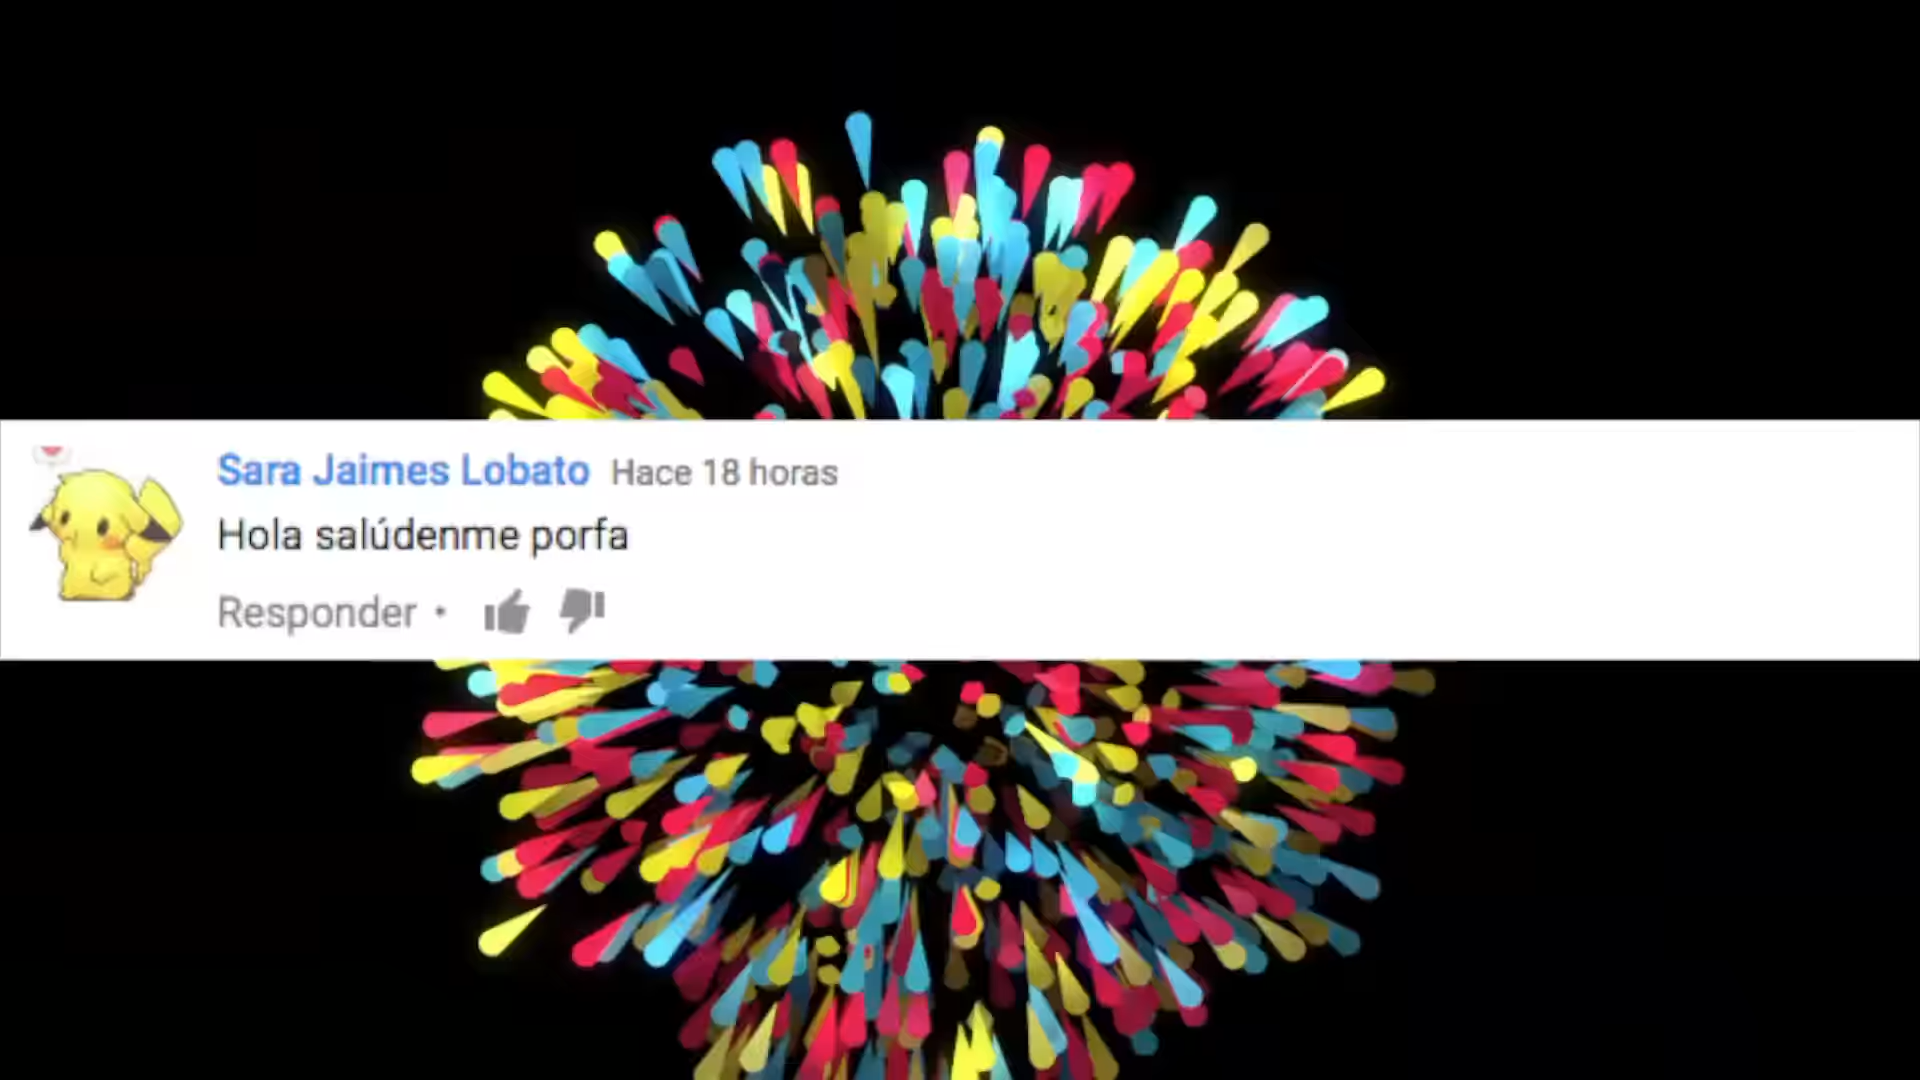 Sara Jaimes Lobato Hace 18 horas
Hola salúdenme porfa
Responder •